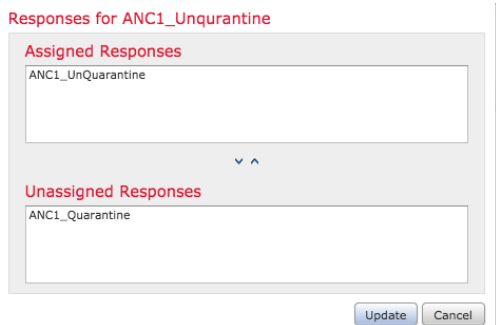 Responses for ANC1_Unqurantine
Assigned Responses
ANC1_UnQuarantine
Unassigned Responses
ANC1_Quarantine
Update Cancel